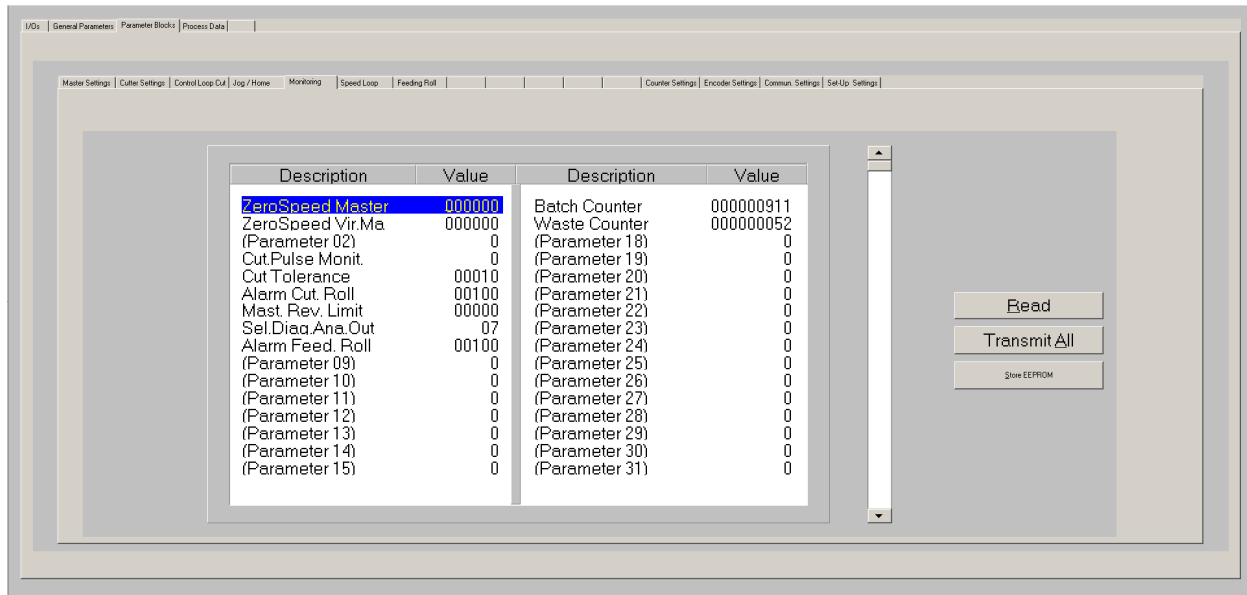 I/Os General Parameters Parameter Blocks Process Data
Master Settings Cutter Settings Control Loop Cut Jog / Home Monitoring Speed Loop Feeding Roll Counter Settings Encoder Settings Commun. Settings Set-Up Settings
Description Value Description Value
ZeroSpeed Master 000000 Batch Counter 000000911
ZeroSpeed Vir.Ma 000000 Waste Counter 000000052
(Parameter 02) 0 (Parameter 18) 0
Cut.Pulse Monit. 0 (Parameter 19) 0
Cut Tolerance 00010 (Parameter 20) 0
Alarm Cut. Roll 00100 (Parameter 21) 0
Mast. Rev. Limit 00000 (Parameter 22) 0
Sel.Diag.Ana.Out 07 (Parameter 23) 0
Alarm Feed. Roll 00100 (Parameter 24) 0
(Parameter 09) 0 (Parameter 25) 0
(Parameter 10) 0 (Parameter 26) 0
(Parameter 11) 0 (Parameter 27) 0
(Parameter 12) 0 (Parameter 28) 0
(Parameter 13) 0 (Parameter 29) 0
(Parameter 14) 0 (Parameter 30) 0
(Parameter 15) 0 (Parameter 31) 0
Read
Transmit All
Store EEPROM